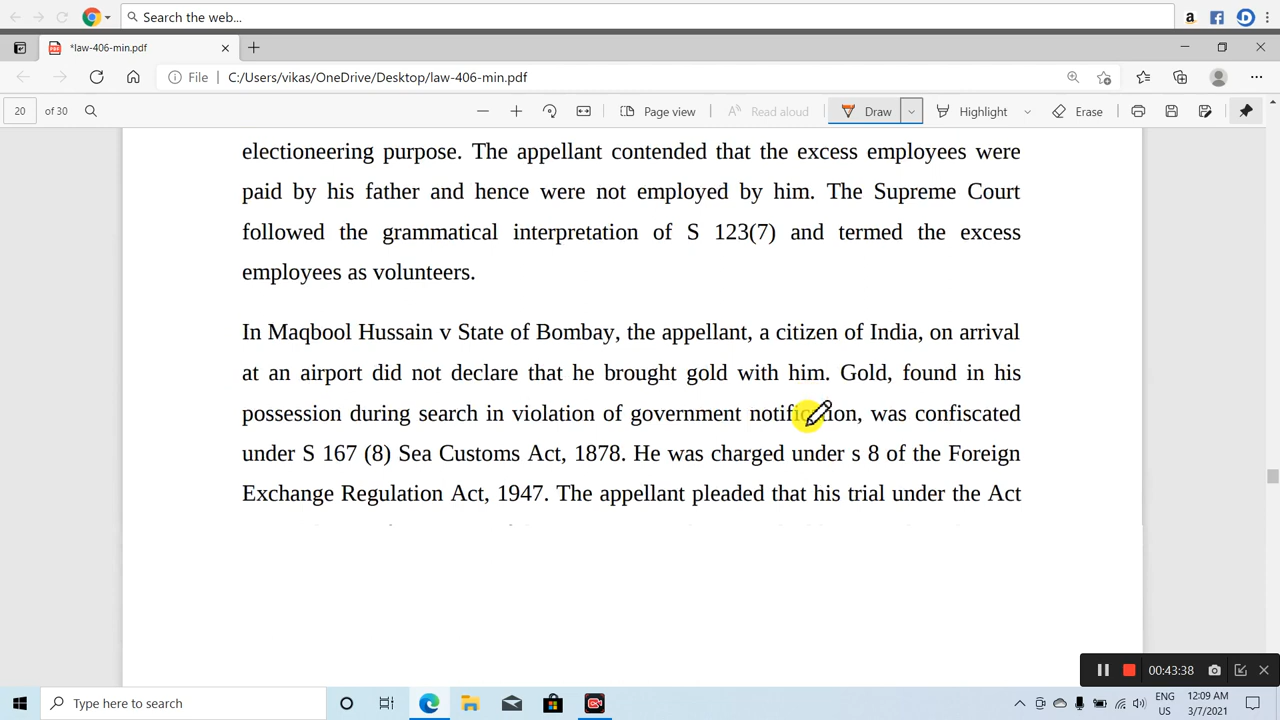 Search the web...
*law-406-min.pdf
File
C:/Users/vikas/OneDrive/Desktop/law-406-min.pdf
20 of 30
Page view
Read aloud
Draw
Highlight
Erase
electioneering purpose. The appellant contended that the excess employees were
paid by his father and hence were not employed by him. The Supreme Court
followed the grammatical interpretation of S 123(7) and termed the excess
employees as volunteers.
In Maqbool Hussain v State of Bombay, the appellant, a citizen of India, on arrival
at an airport did not declare that he brought gold with him. Gold, found in his
possession during search in violation of government notification, was confiscated
under S 167 (8) Sea Customs Act, 1878. He was charged under s 8 of the Foreign
Exchange Regulation Act, 1947. The appellant pleaded that his trial under the Act
00:43:38
Type here to search
ENG
US
12:09 AM
3/7/2021